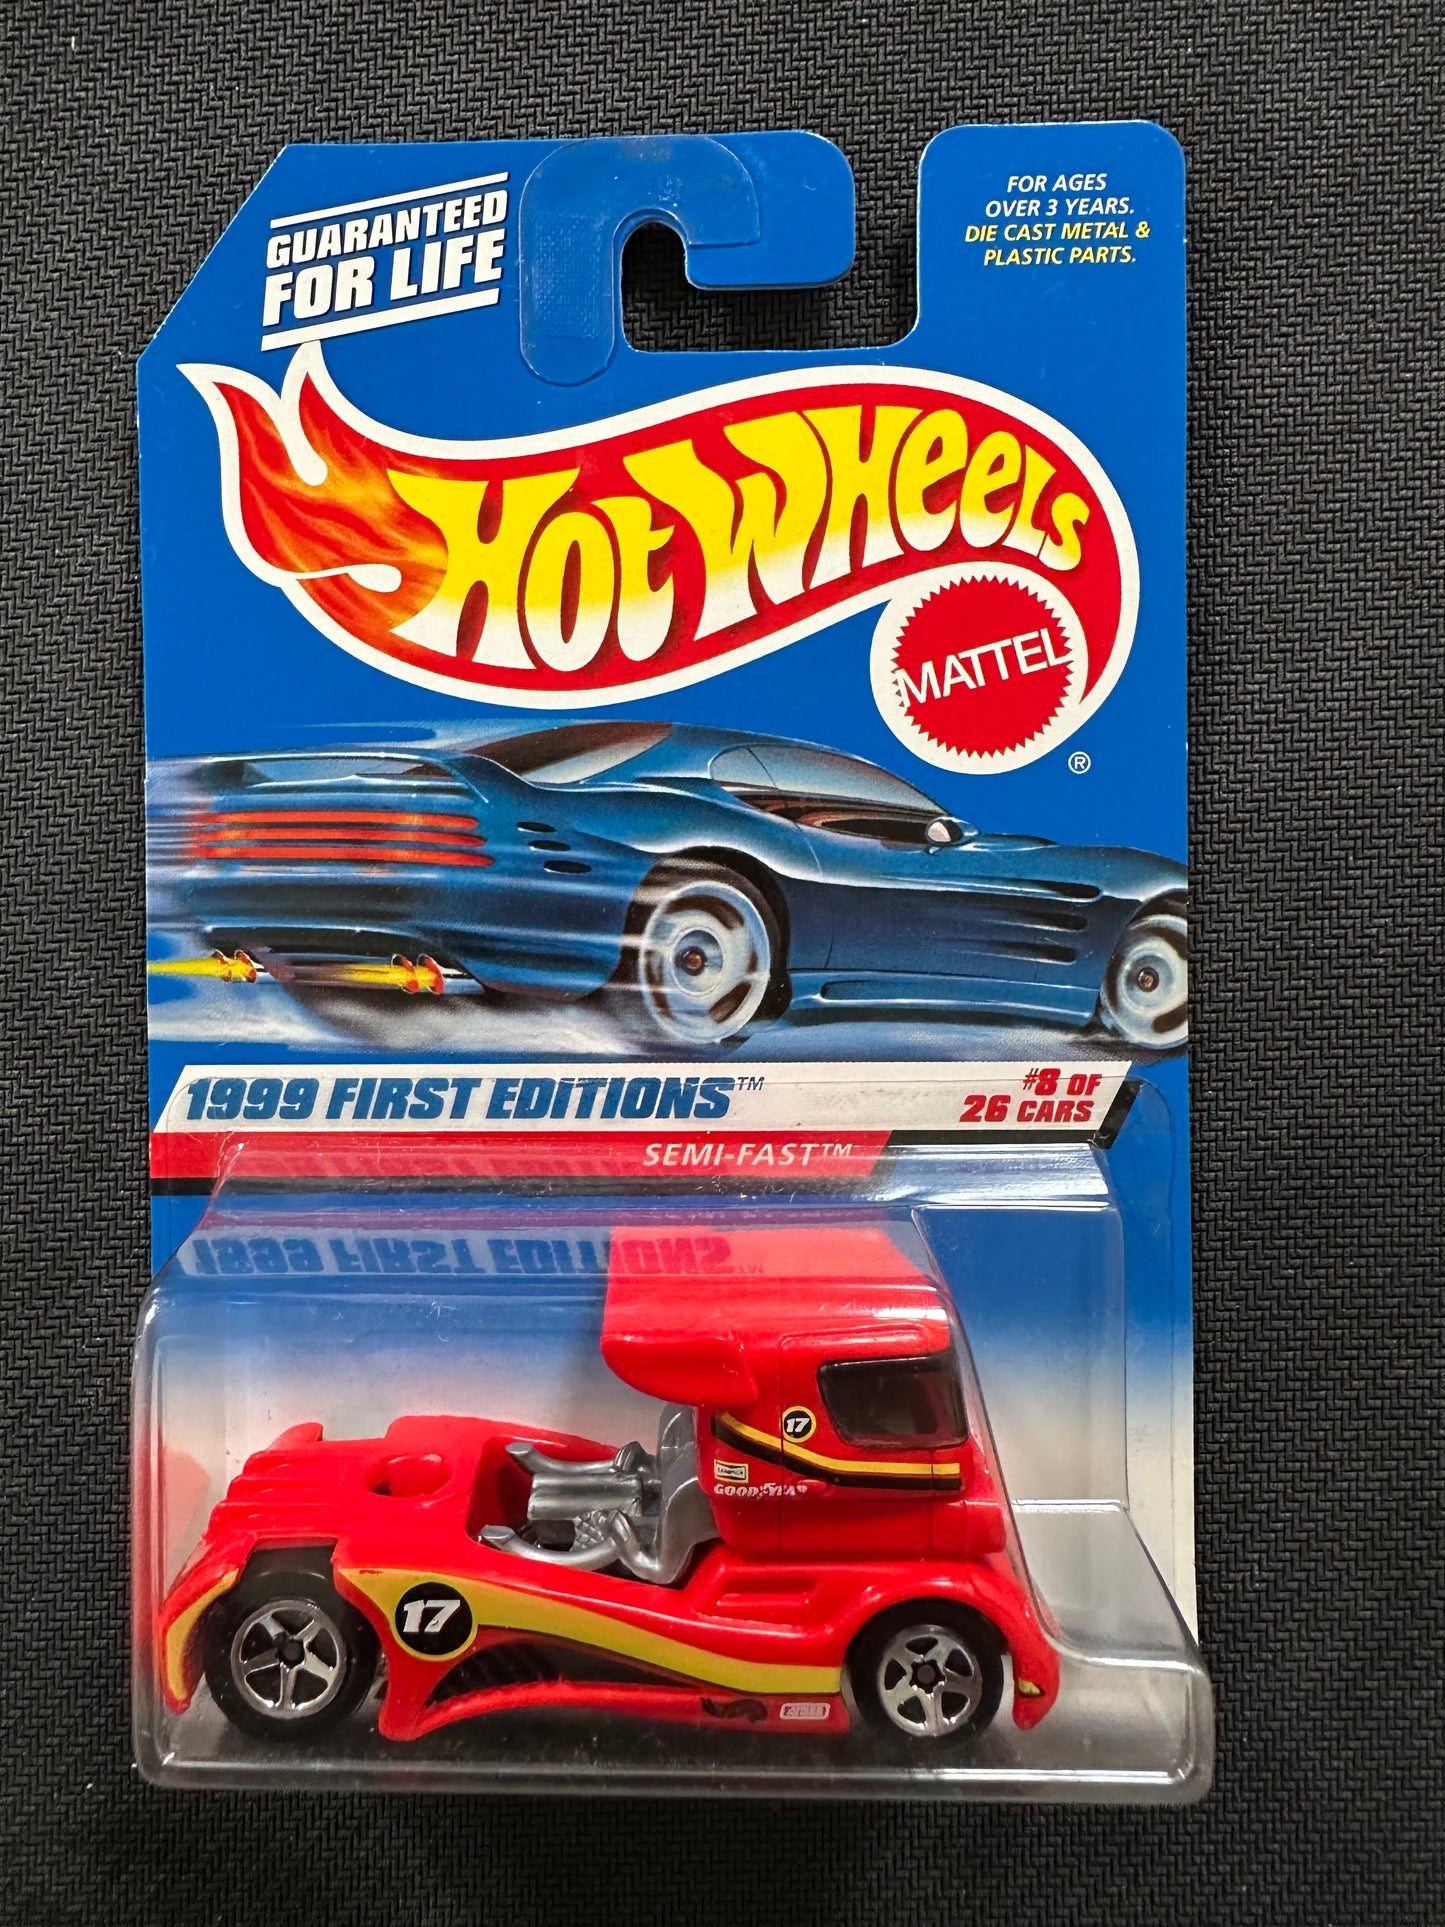 GUARANTEED
FOR LIFE
FOR AGES
OVER 3 YEARS.
DIE CAST METAL &
PLASTIC PARTS.
HOT WHEELS
MATTEL
®
1999 FIRST EDITIONS™
#8 OF
26 CARS
SEMI-FAST™
17
GOODYEAR
17